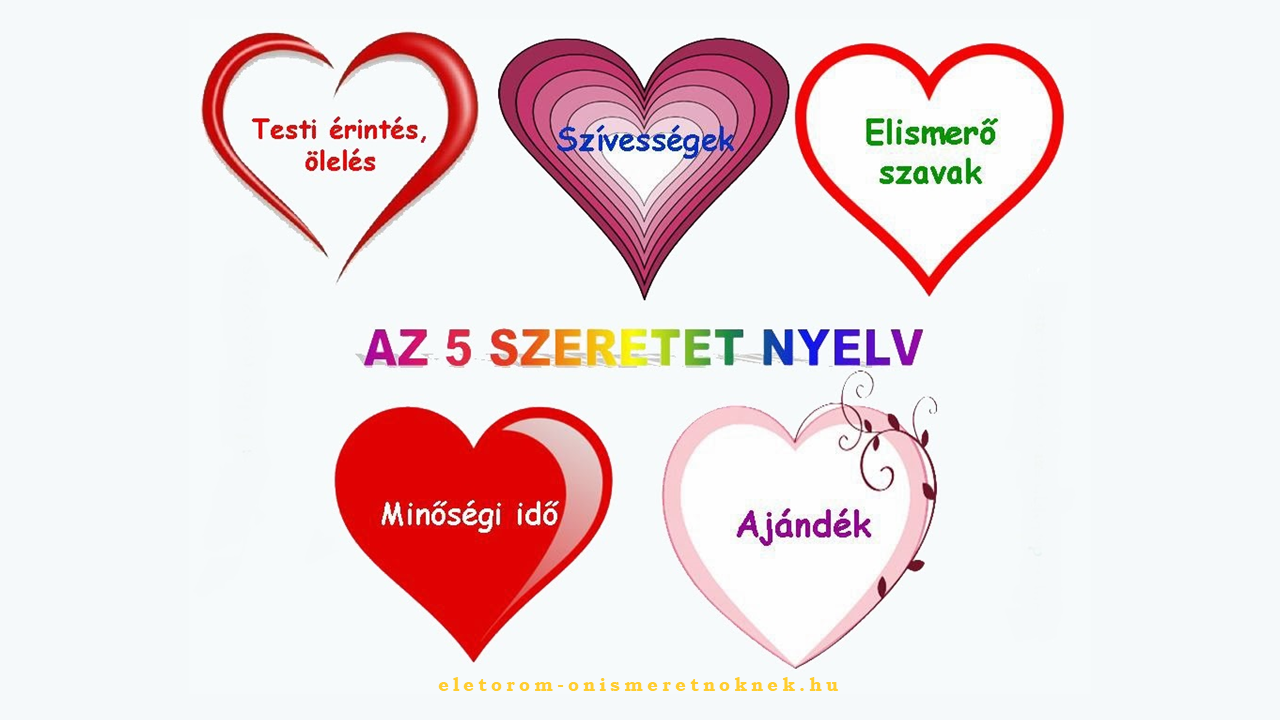 Testi érintés,
ölelés
Szívességek
Elismerő
szavak
AZ 5 SZERETET NYELV
Minőségi idő
Ajándék
eletorom-onismeretnoknek.hu